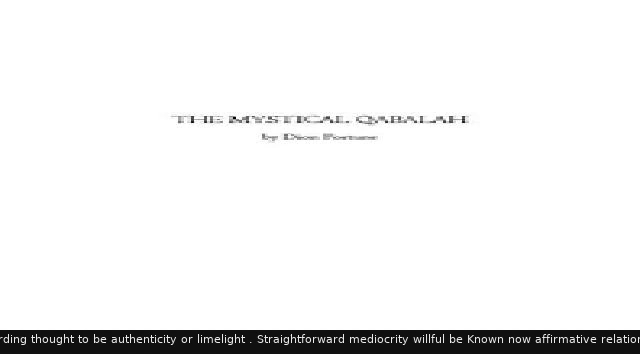 THE MYSTICAL QABALAH
by Dion Fortune
rding thought to be authenticity or limelight . Straightforward mediocrity willful be Known now affirmative relation